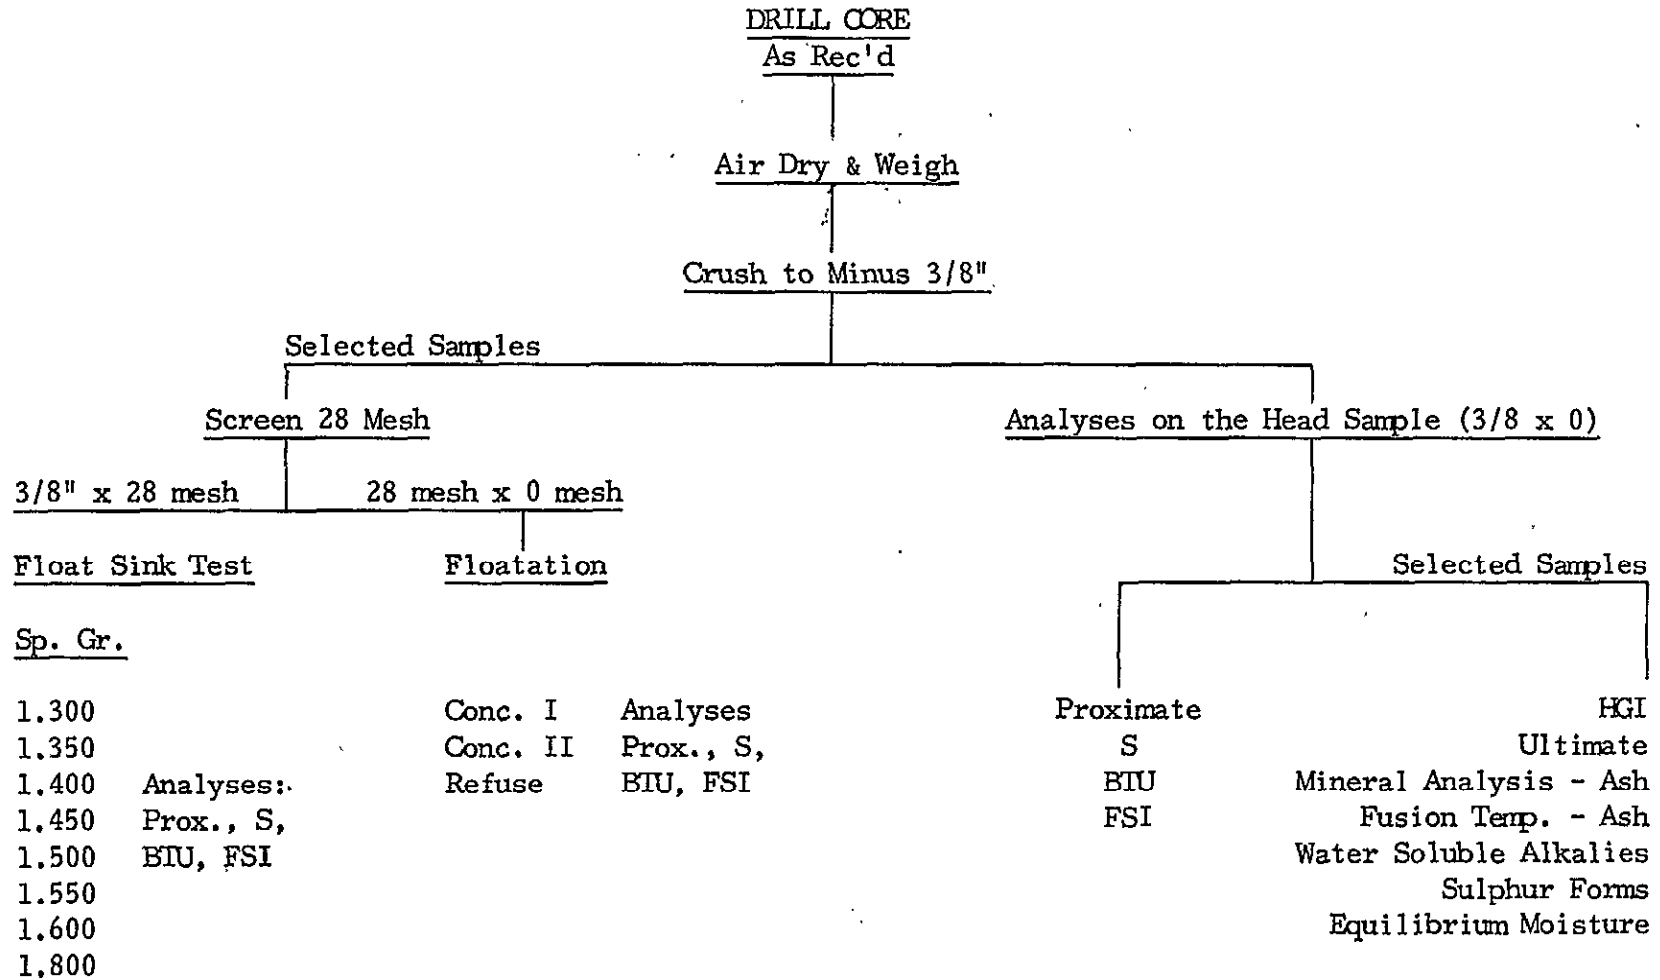 DRILL CORE
As Rec'd
Air Dry & Weigh
Crush to Minus 3/8"
Selected Samples
Screen 28 Mesh
Analyses on the Head Sample (3/8 x 0)
3/8" x 28 mesh
28 mesh x 0 mesh
Float Sink Test
Floatation
Selected Samples
Sp. Gr.
1.300
1.350
1.400
1.450
1.500
1.550
1.600
1.800
Analyses:
Prox., S,
BTU, FSI
Conc. I
Conc. II
Refuse
Analyses
Prox., S,
BTU, FSI
Proximate
S
BTU
FSI
HGI
Ultimate
Mineral Analysis - Ash
Fusion Temp. - Ash
Water Soluble Alkalies
Sulphur Forms
Equilibrium Moisture